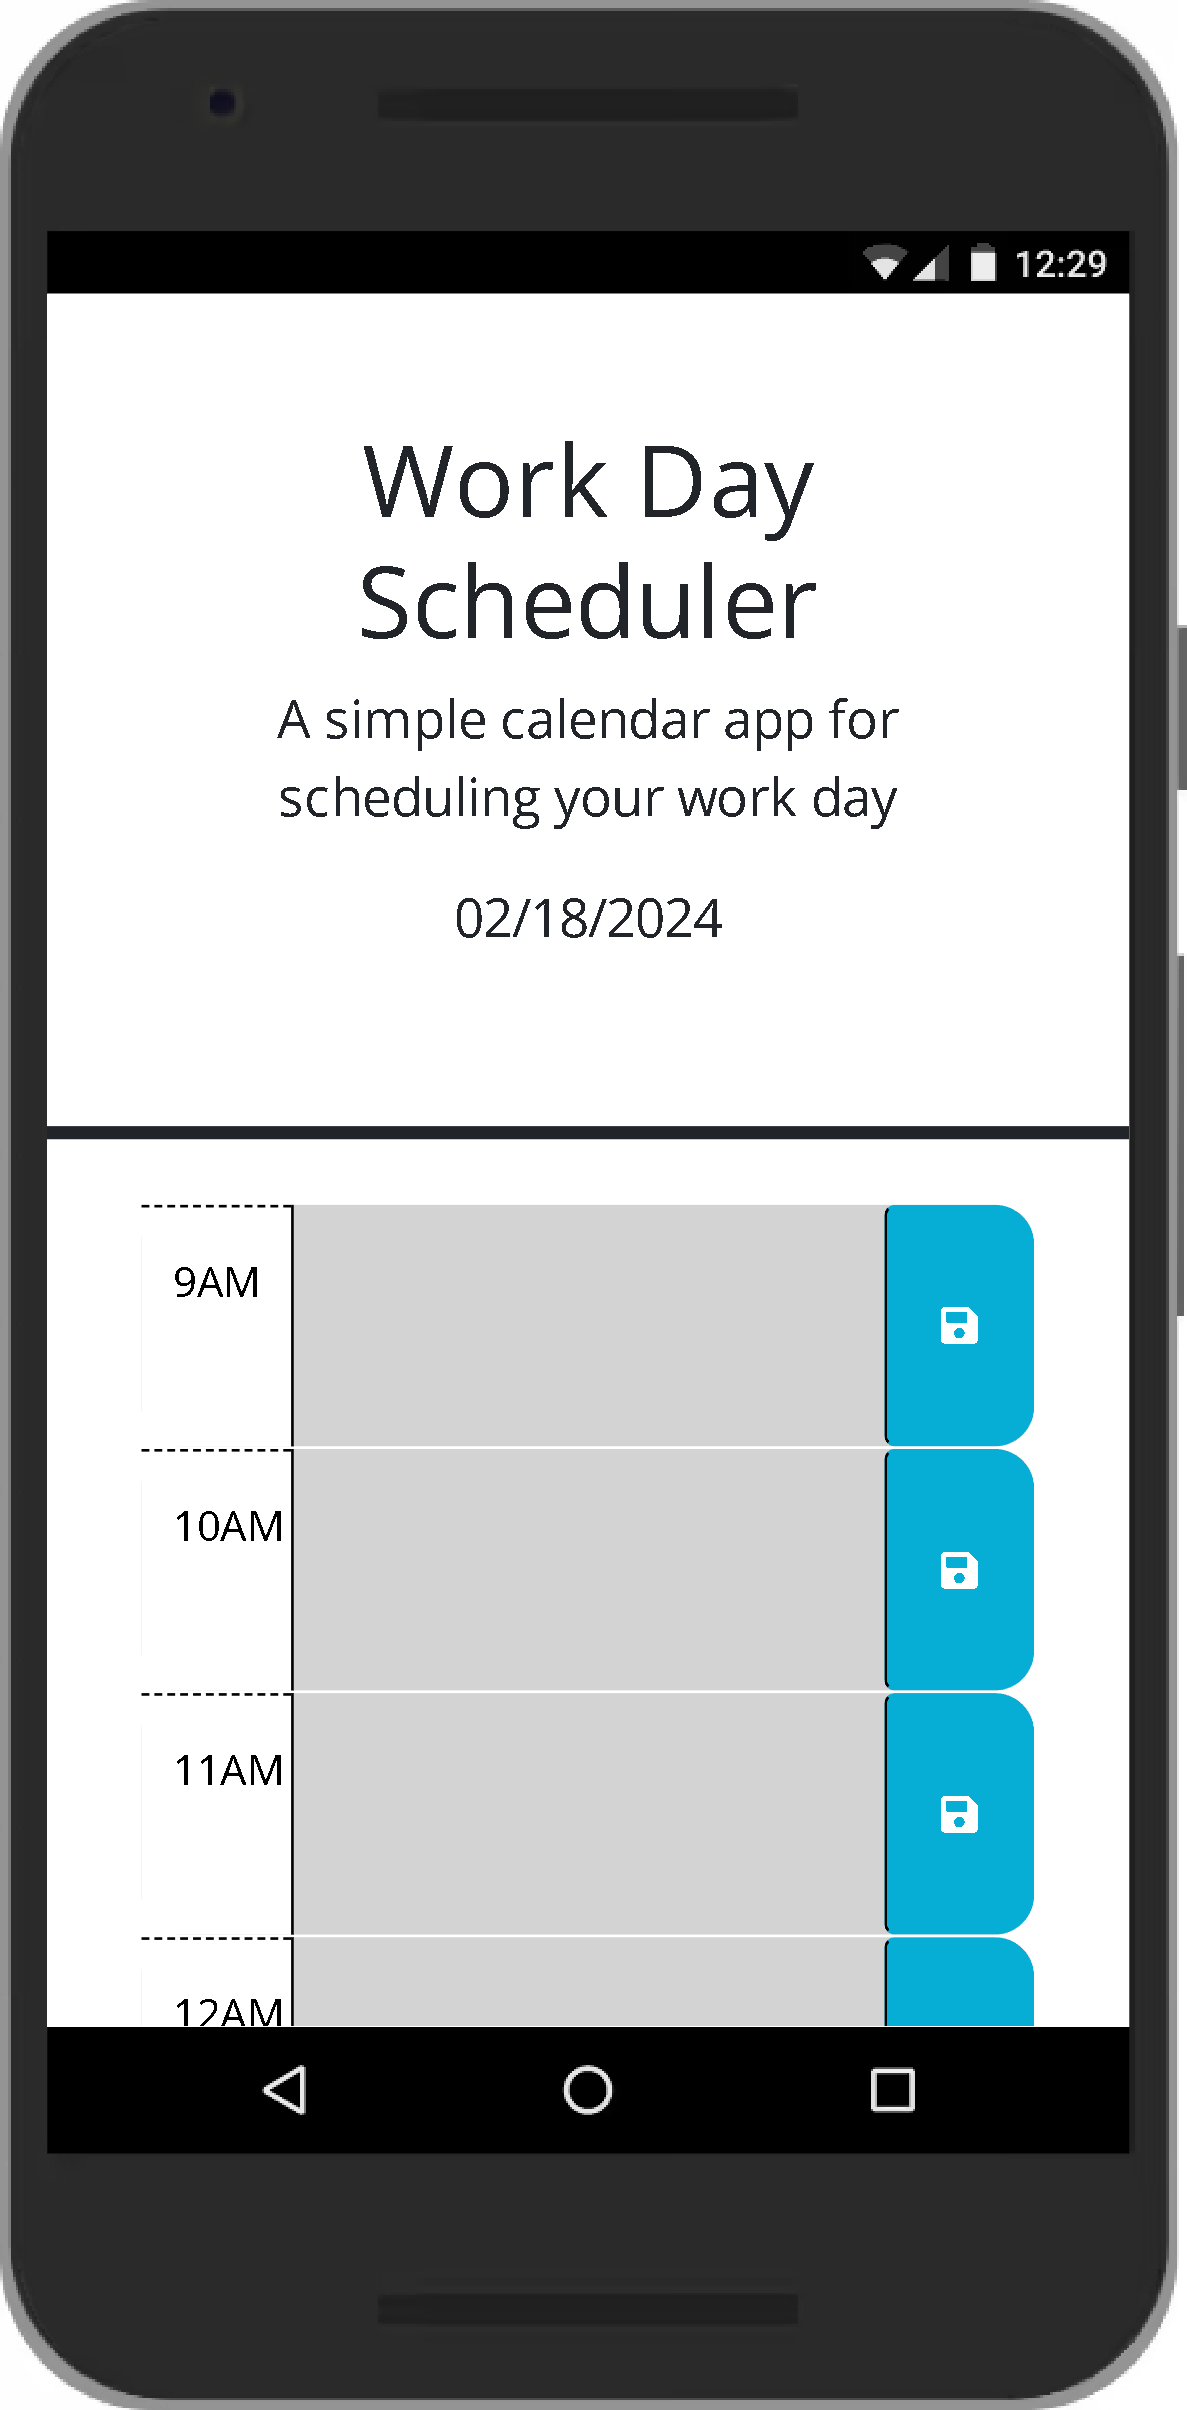 12:29
Work Day
Scheduler
A simple calendar app for
scheduling your work day
02/18/2024
9AM
10AM
11AM
12AM